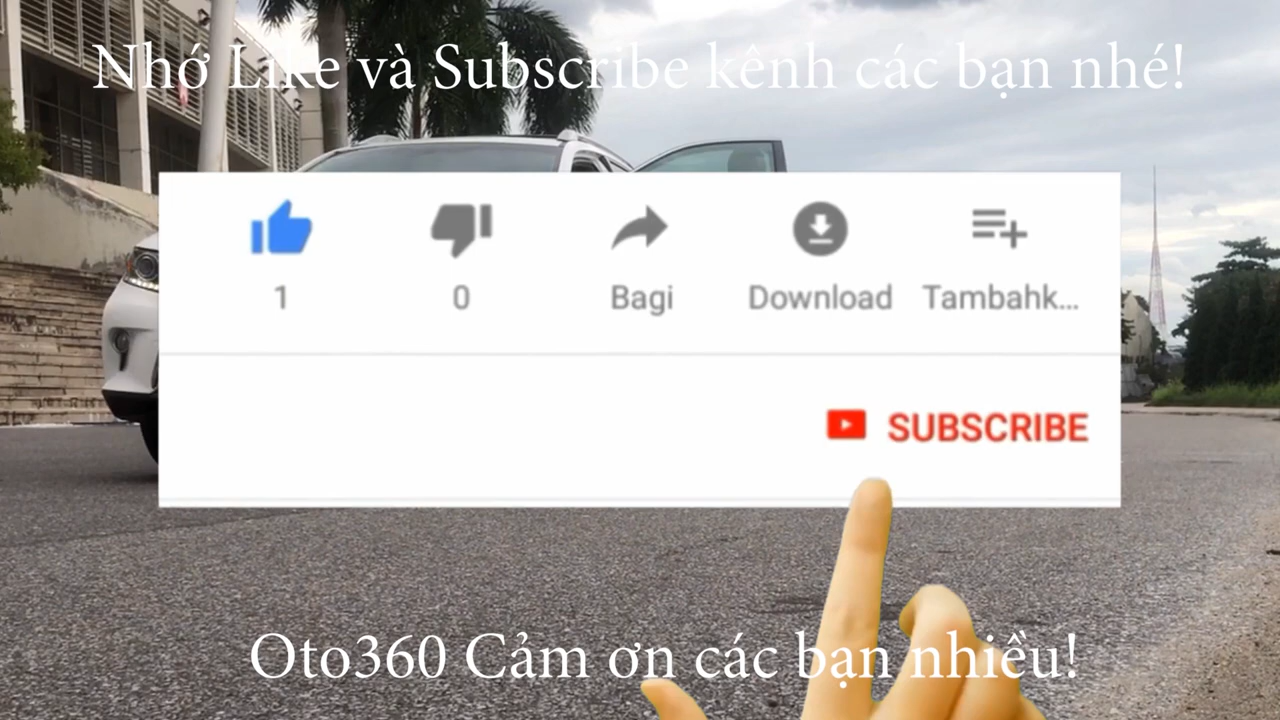 Nhớ Like và Subscribe kênh các bạn nhé!
1 0 Bagi Download Tambahk...
SUBSCRIBE
Oto360 Cảm ơn các bạn nhiều!